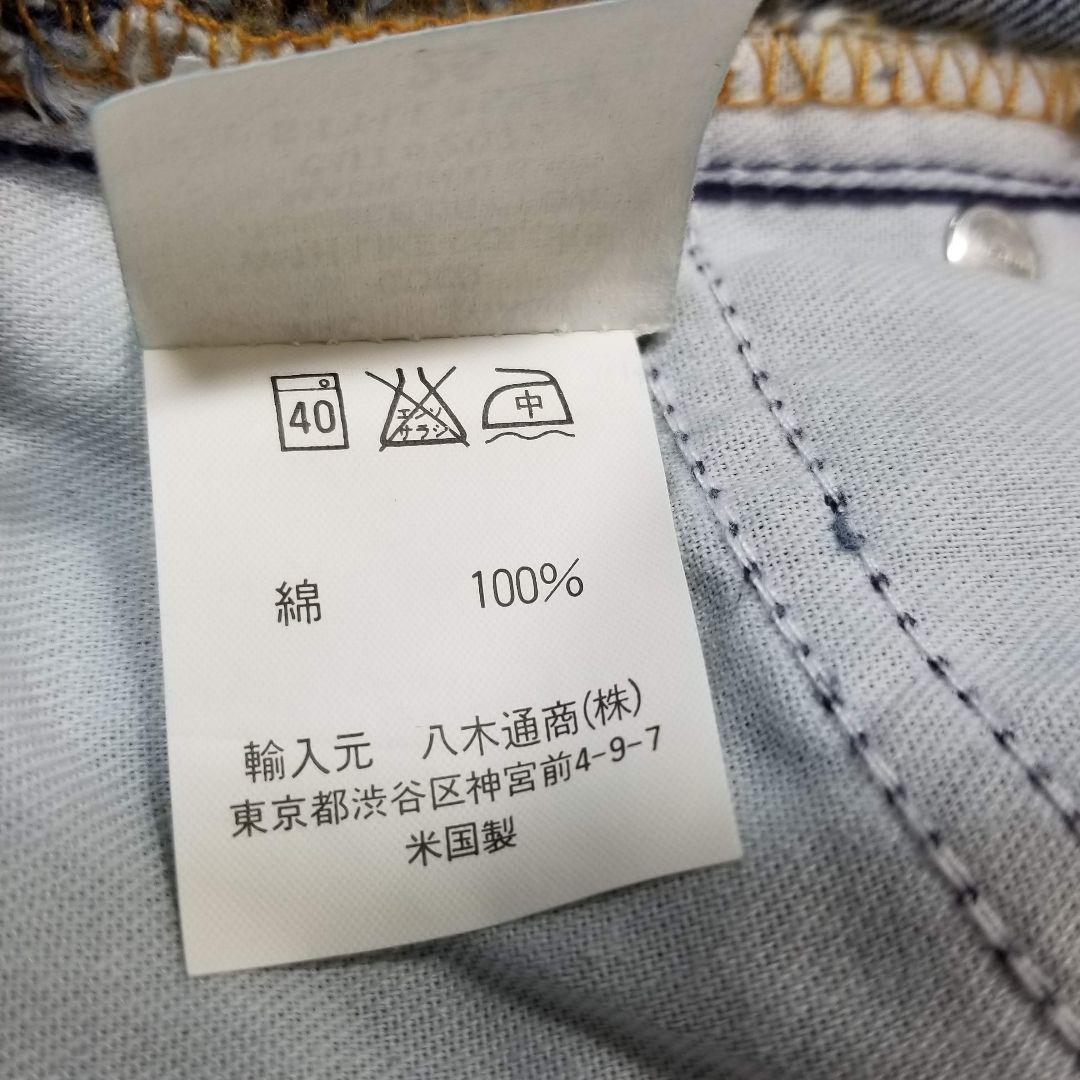 40
エンソ
サラシ
中
綿 100%
輸入元 八木通商(株)
東京都渋谷区神宮前4-9-7
米国製